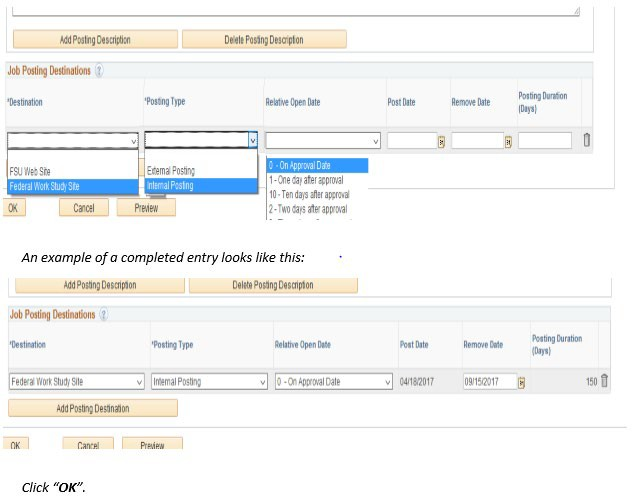 Add Posting Description Delete Posting Description
Job Posting Destinations
*Destination *Posting Type Relative Open Date Post Date Remove Date Posting Duration (Days)
FSU Web Site
Federal Work Study Site
External Posting
Internal Posting
0 - On Approval Date
1 - One day after approval
10 - Ten days after approval
2 - Two days after approval
OK Cancel Preview
An example of a completed entry looks like this:
Add Posting Description Delete Posting Description
Job Posting Destinations
*Destination *Posting Type Relative Open Date Post Date Remove Date Posting Duration (Days)
Federal Work Study Site Internal Posting 0 - On Approval Date 04/18/2017 09/15/2017 150
Add Posting Destination
OK Cancel Preview
Click "OK".